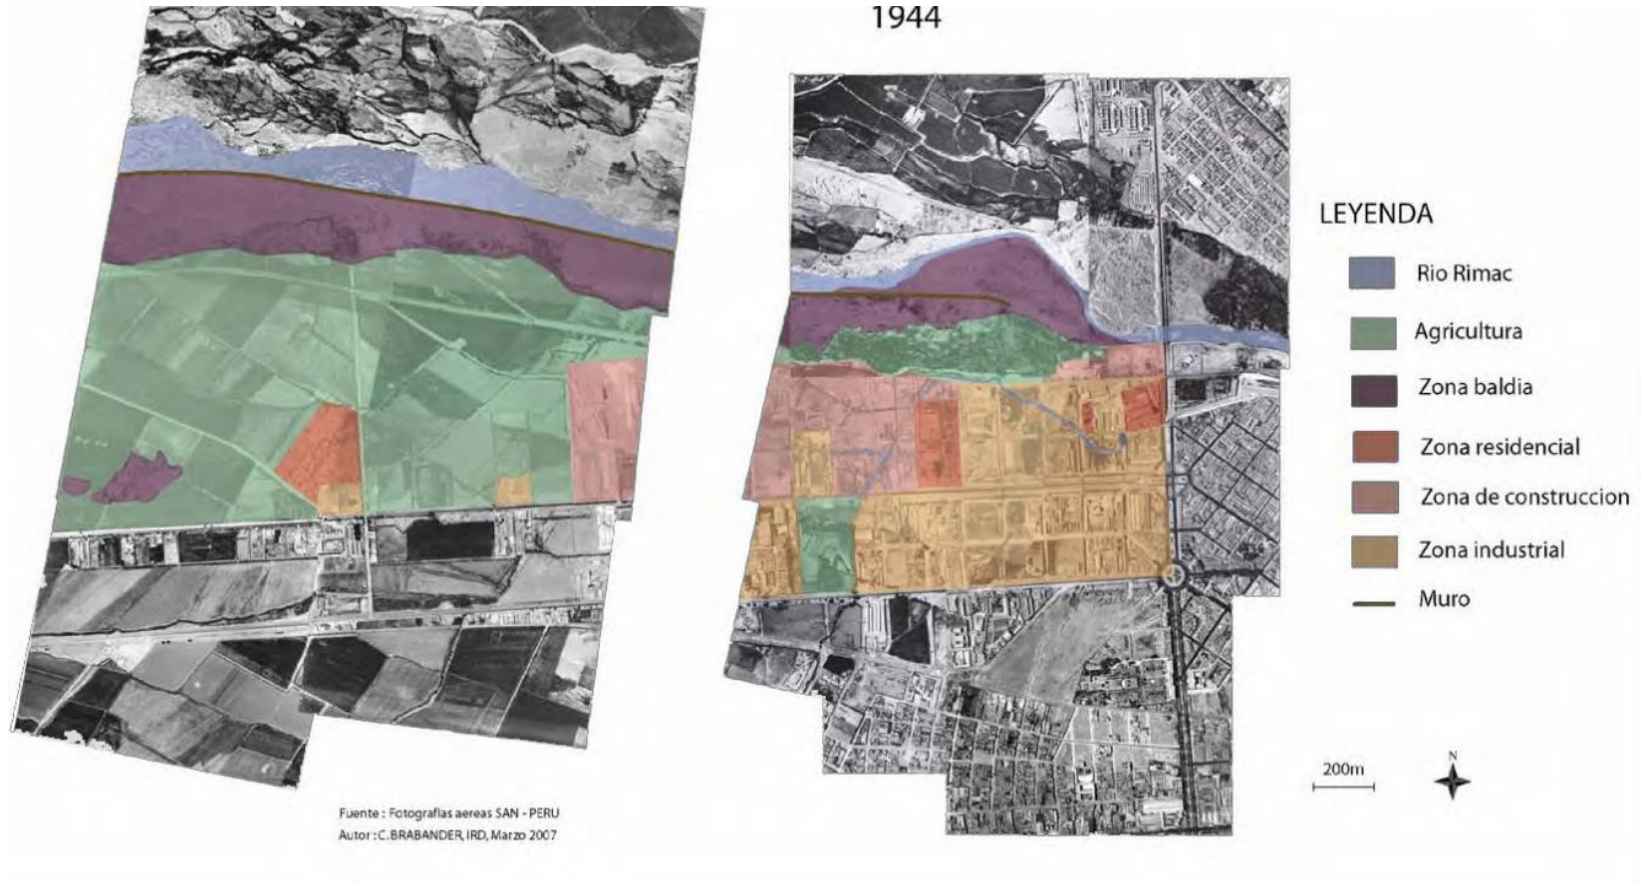 1944
LEYENDA
Rio Rimac
Agricultura
Zona baldia
Zona residencial
Zona de construccion
Zona industrial
Muro
200m
N
Fuente : Fotografias aereas SAN - PERU
Autor : C.BRABANDER, IRD, Marzo 2007